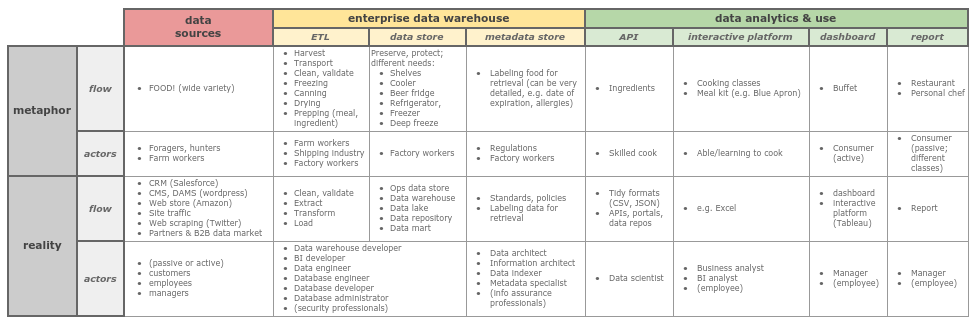 data
sources
enterprise data warehouse
data analytics & use
ETL
data store
metadata store
API
interactive platform
dashboard
report
metaphor
flow
• FOOD! (wide variety)
• Harvest
• Transport
• Clean, validate
• Freezing
• Canning
• Drying
• Prepping (meal,
ingredient)
Preserve, protect;
different needs:
• Shelves
• Cooler
• Beer fridge
• Refrigerator,
• Freezer
• Deep freeze
• Labeling food for
retrieval (can be very
detailed, e.g. date of
expiration, allergies)
• Ingredients
• Cooking classes
• Meal kit (e.g. Blue Apron)
• Buffet
• Restaurant
• Personal chef
actors
• Foragers, hunters
• Farm workers
• Farm workers
• Shipping industry
• Factory workers
• Factory workers
• Regulations
• Factory workers
• Skilled cook
• Able/learning to cook
• Consumer
(active)
• Consumer
(passive;
different
classes)
reality
flow
• CRM (Salesforce)
• CMS, DAMS (wordpress)
• Web store (Amazon)
• Site traffic
• Web scraping (Twitter)
• Partners & B2B data market
• Clean, validate
• Extract
• Transform
• Load
• Ops data store
• Data warehouse
• Data lake
• Data repository
• Data mart
• Standards, policies
• Labeling data for
retrieval
• Tidy formats
(CSV, JSON)
• APIs, portals,
data repos
• e.g. Excel
• dashboard
• Interactive
platform
(Tableau)
• Report
actors
• (passive or active)
• customers
• employees
• managers
• Data warehouse developer
• BI developer
• Data engineer
• Database engineer
• Database developer
• Database administrator
• (security professionals)
• Data architect
• Information architect
• Data indexer
• Metadata specialist
• (info assurance
professionals)
• Data scientist
• Business analyst
• BI analyst
• (employee)
• Manager
• (employee)
• Manager
• (employee)